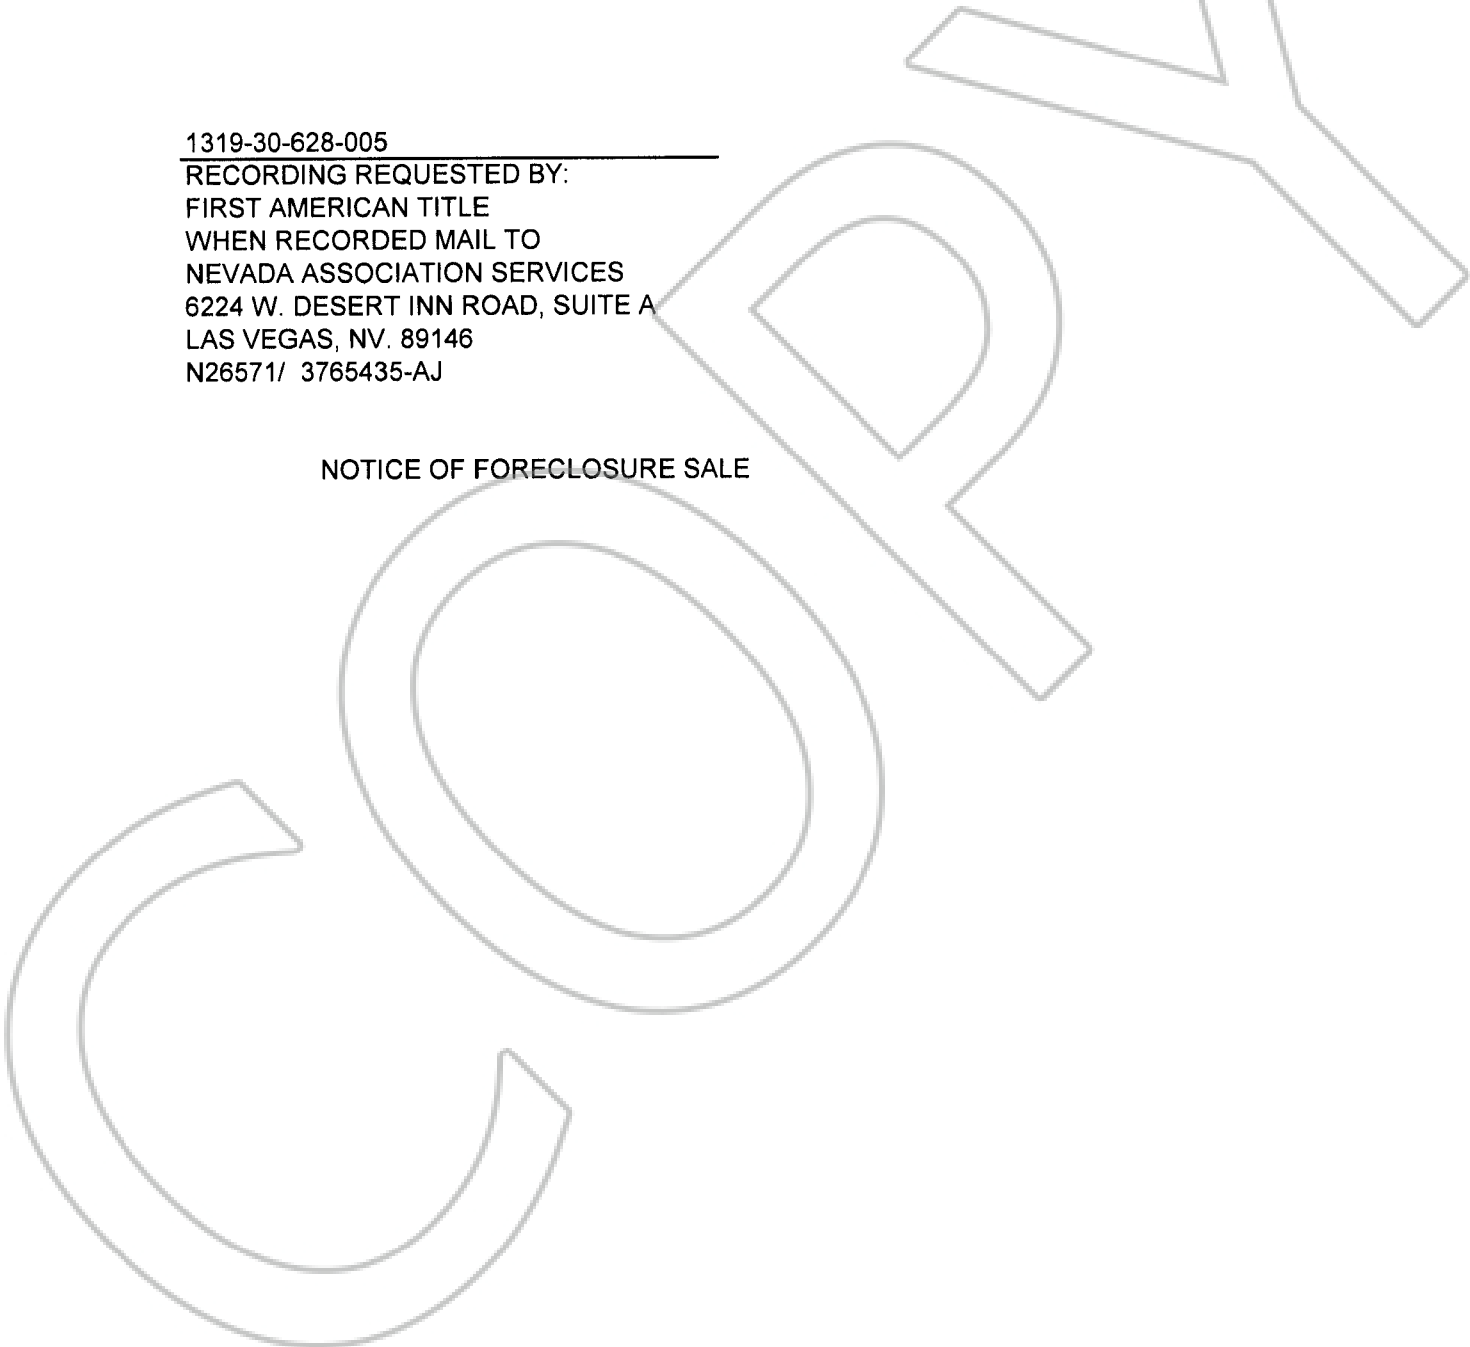 1319-30-628-005
RECORDING REQUESTED BY:
FIRST AMERICAN TITLE
WHEN RECORDED MAIL TO
NEVADA ASSOCIATION SERVICES
6224 W. DESERT INN ROAD, SUITE A
LAS VEGAS, NV. 89146
N26571/ 3765435-AJ
NOTICE OF FORECLOSURE SALE
COPY